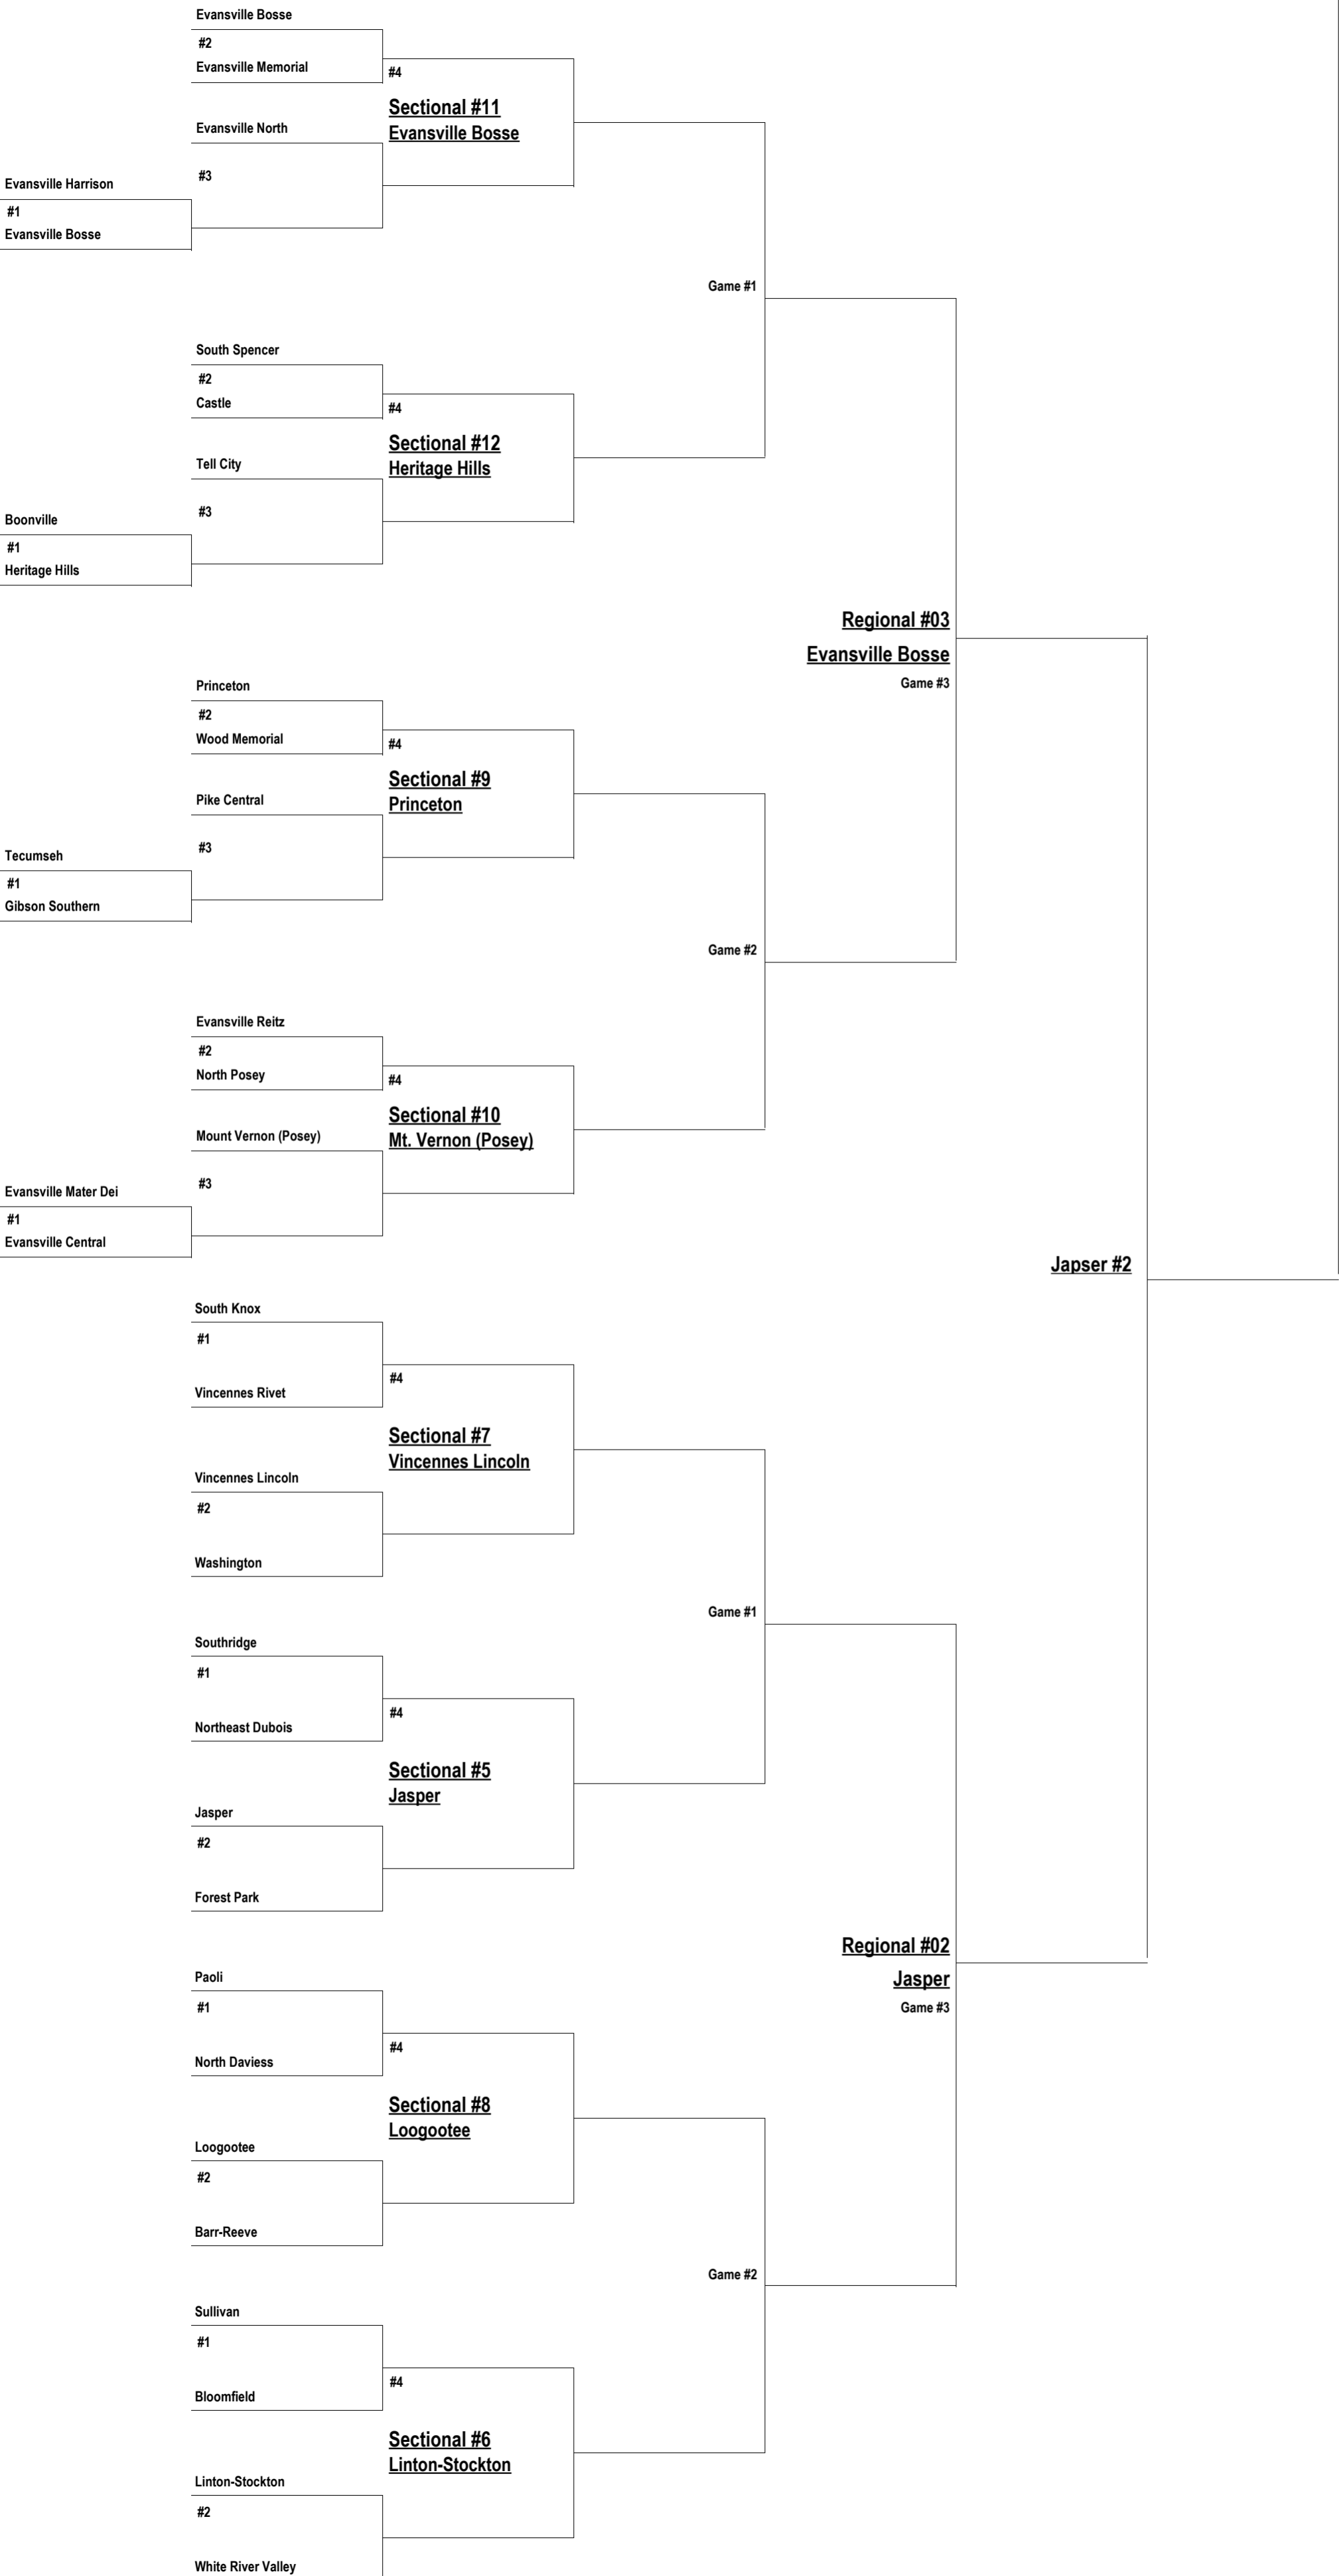 Evansville Bosse
#2
Evansville Memorial
#4
Sectional #11
Evansville Bosse
Evansville North
#3
Evansville Harrison
#1
Evansville Bosse
Game #1
South Spencer
#2
Castle
#4
Sectional #12
Heritage Hills
Tell City
#3
Boonville
#1
Heritage Hills
Regional #03
Evansville Bosse
Game #3
Princeton
#2
Wood Memorial
#4
Sectional #9
Princeton
Pike Central
#3
Tecumseh
#1
Gibson Southern
Game #2
Evansville Reitz
#2
North Posey
#4
Sectional #10
Mt. Vernon (Posey)
Mount Vernon (Posey)
#3
Evansville Mater Dei
#1
Evansville Central
Japser #2
South Knox
#1
Vincennes Rivet
#4
Sectional #7
Vincennes Lincoln
Vincennes Lincoln
#2
Washington
Game #1
Southridge
#1
Northeast Dubois
#4
Sectional #5
Jasper
Jasper
#2
Forest Park
Regional #02
Jasper
Game #3
Paoli
#1
North Daviess
#4
Sectional #8
Loogootee
Loogootee
#2
Barr-Reeve
Game #2
Sullivan
#1
Bloomfield
#4
Sectional #6
Linton-Stockton
Linton-Stockton
#2
White River Valley